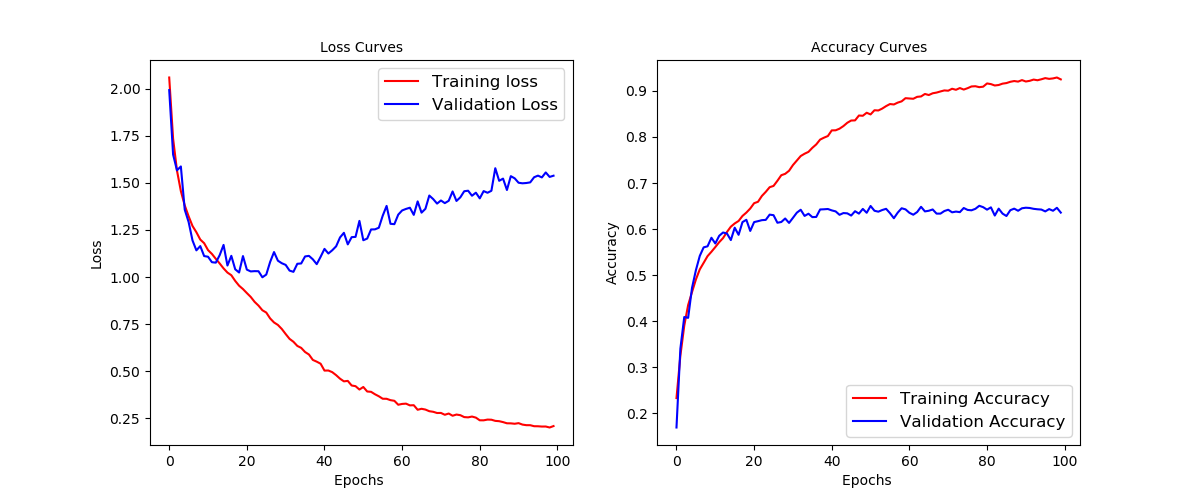 Loss Curves
Training loss
Validation Loss
2.00
1.75
1.50
1.25
1.00
0.75
0.50
0.25
Loss
0 20 40 60 80 100
Epochs
Accuracy Curves
0.9
0.8
0.7
0.6
0.5
0.4
0.3
0.2
Accuracy
Training Accuracy
Validation Accuracy
0 20 40 60 80 100
Epochs